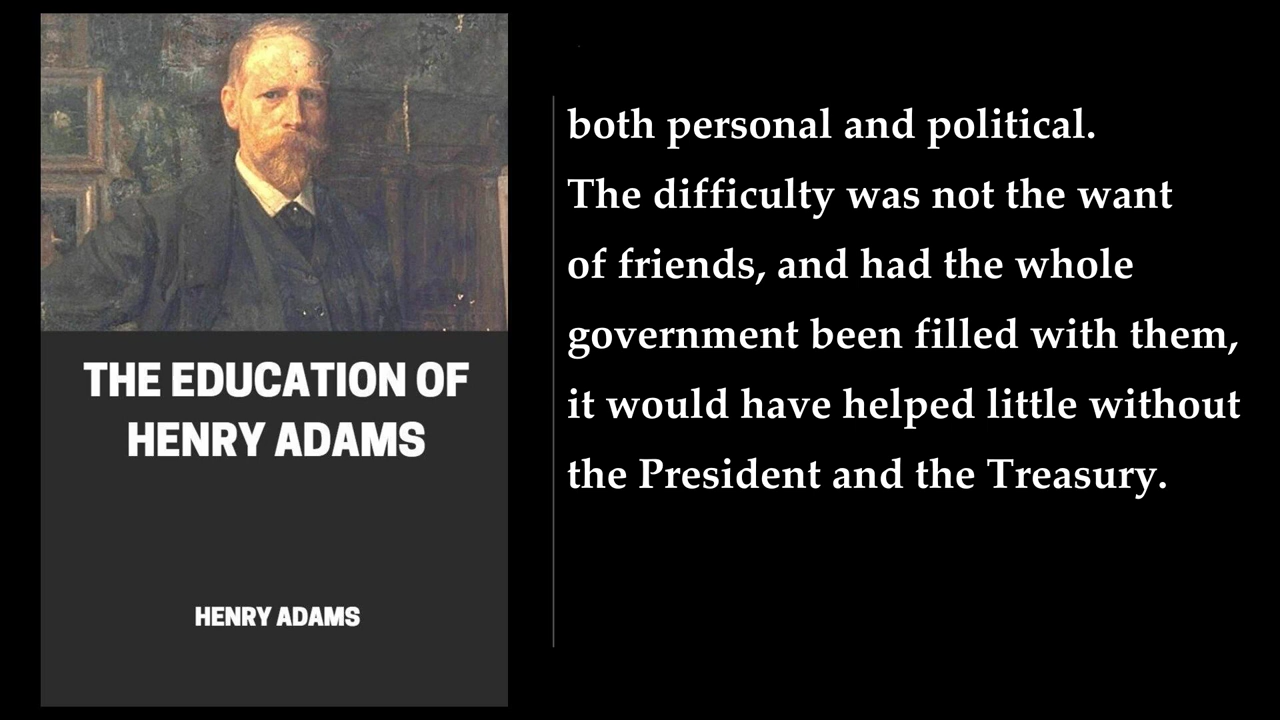 THE EDUCATION OF
HENRY ADAMS
HENRY ADAMS
both personal and political.
The difficulty was not the want
of friends, and had the whole
government been filled with them,
it would have helped little without
the President and the Treasury.